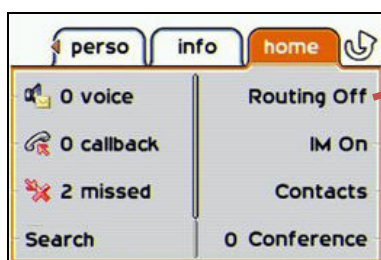 perso info home
0 voice Routing Off
0 callback IM On
2 missed Contacts
Search 0 Conference